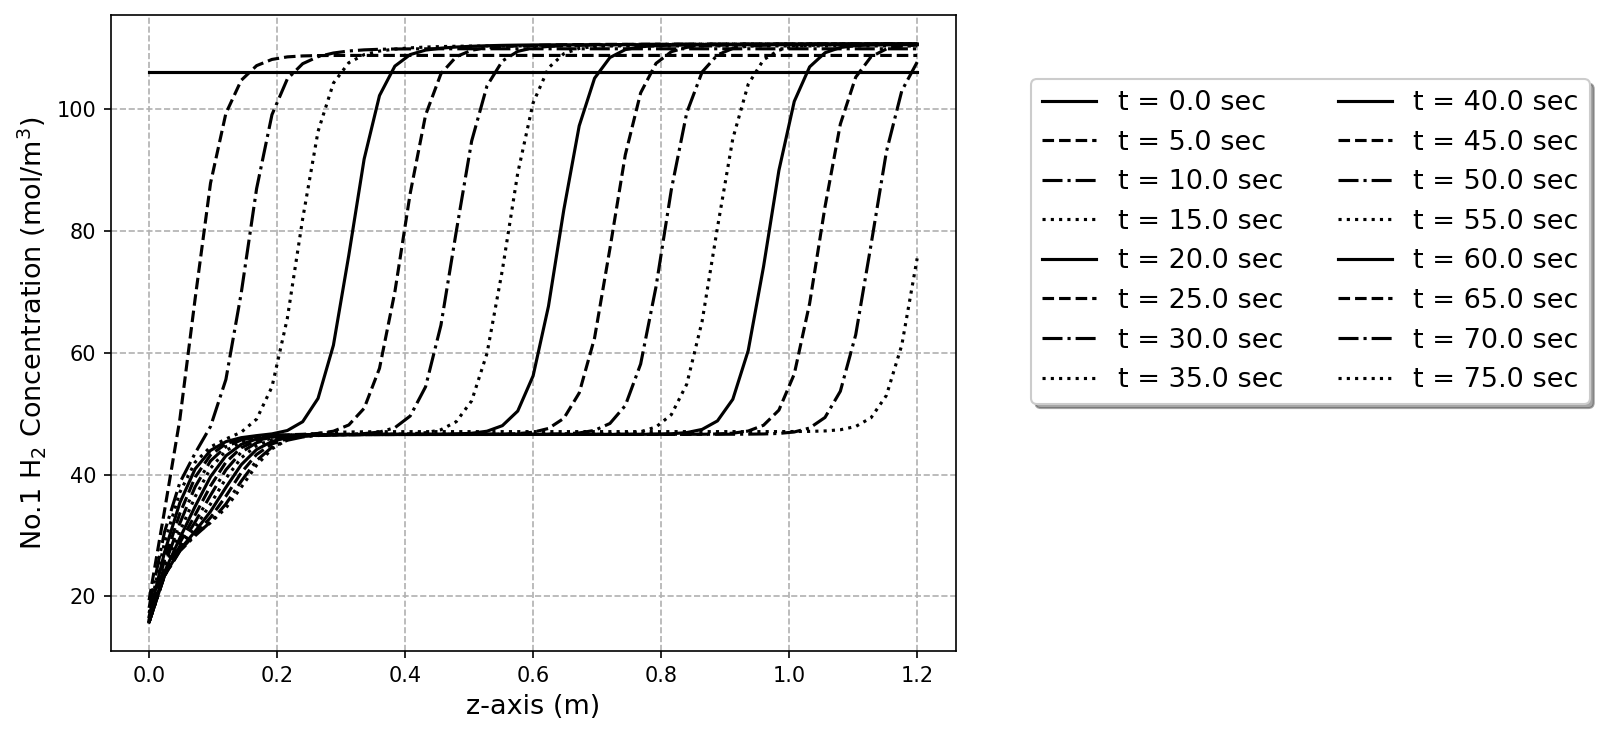 No.1 H₂ Concentration (mol/m³)
100
80
60
40
20
0.0 0.2 0.4 0.6 0.8 1.0 1.2
z-axis (m)
t = 0.0 sec
t = 5.0 sec
t = 10.0 sec
t = 15.0 sec
t = 20.0 sec
t = 25.0 sec
t = 30.0 sec
t = 35.0 sec
t = 40.0 sec
t = 45.0 sec
t = 50.0 sec
t = 55.0 sec
t = 60.0 sec
t = 65.0 sec
t = 70.0 sec
t = 75.0 sec